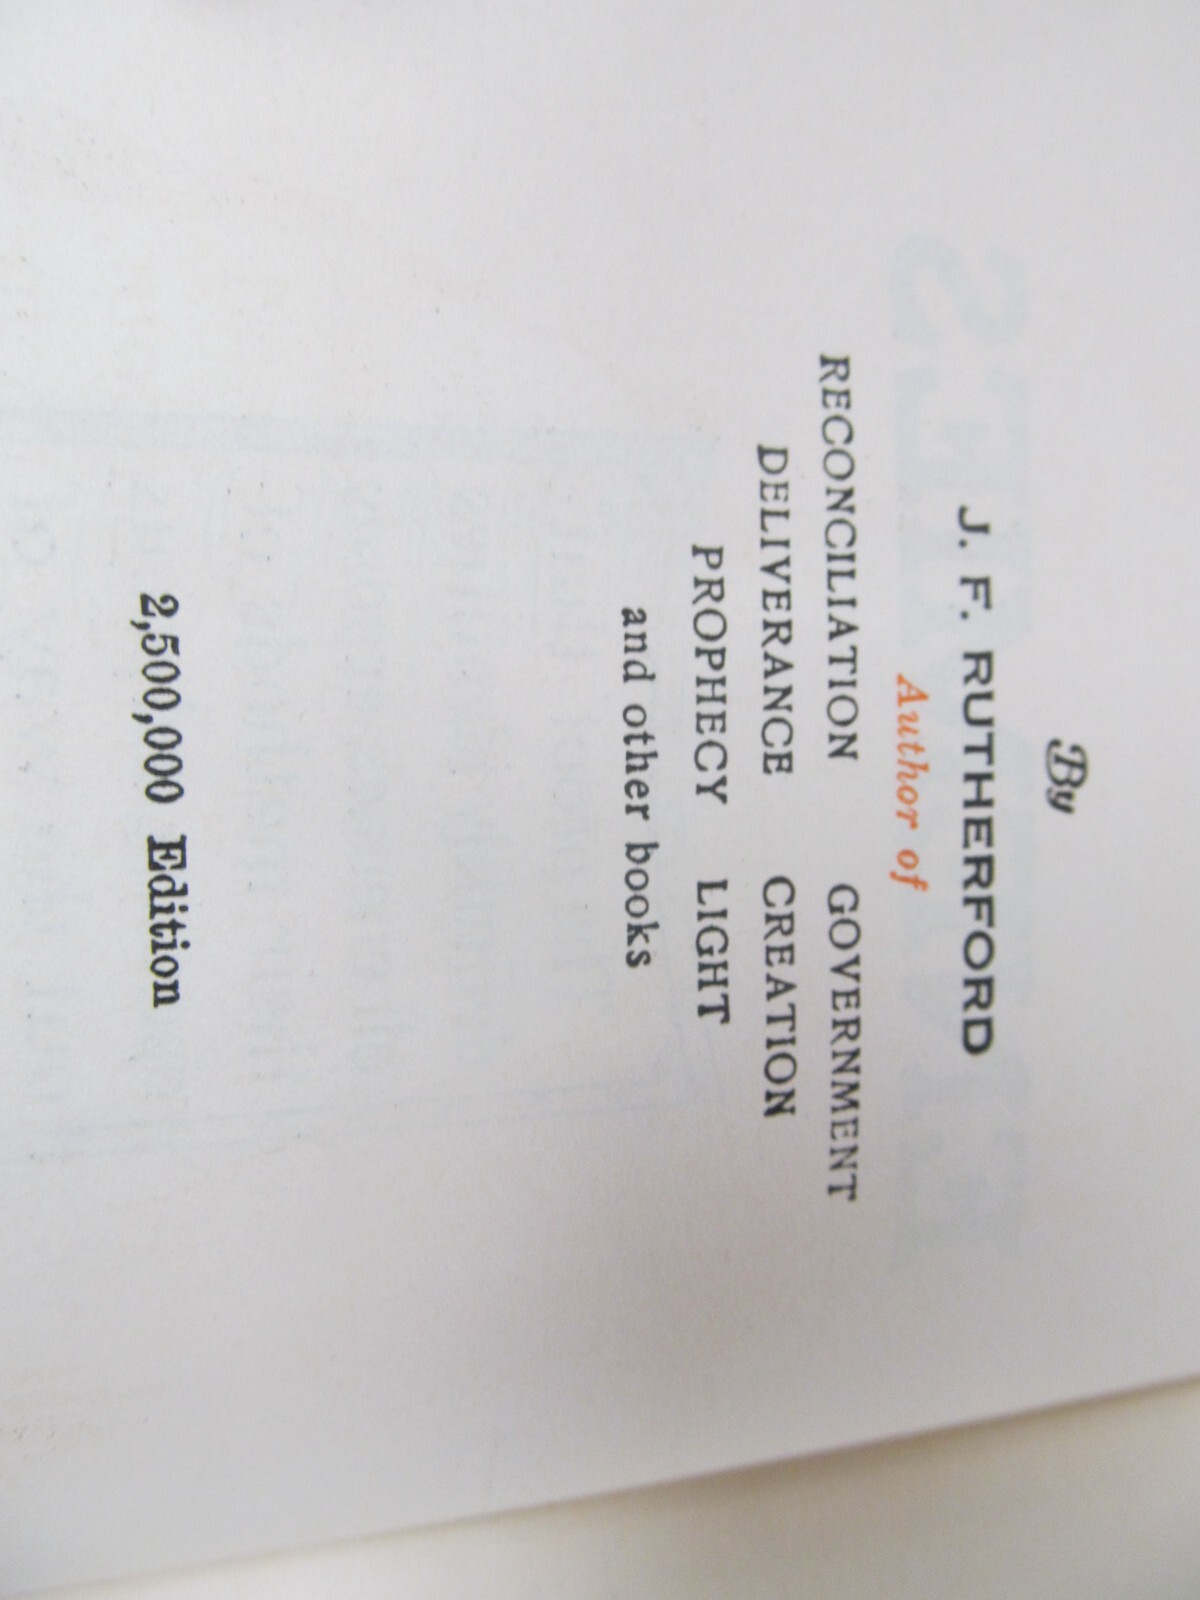 By
J. F. RUTHERFORD
Author of
RECONCILIATION GOVERNMENT
DELIVERANCE CREATION
PROPHECY LIGHT
and other books
2,500,000 Edition